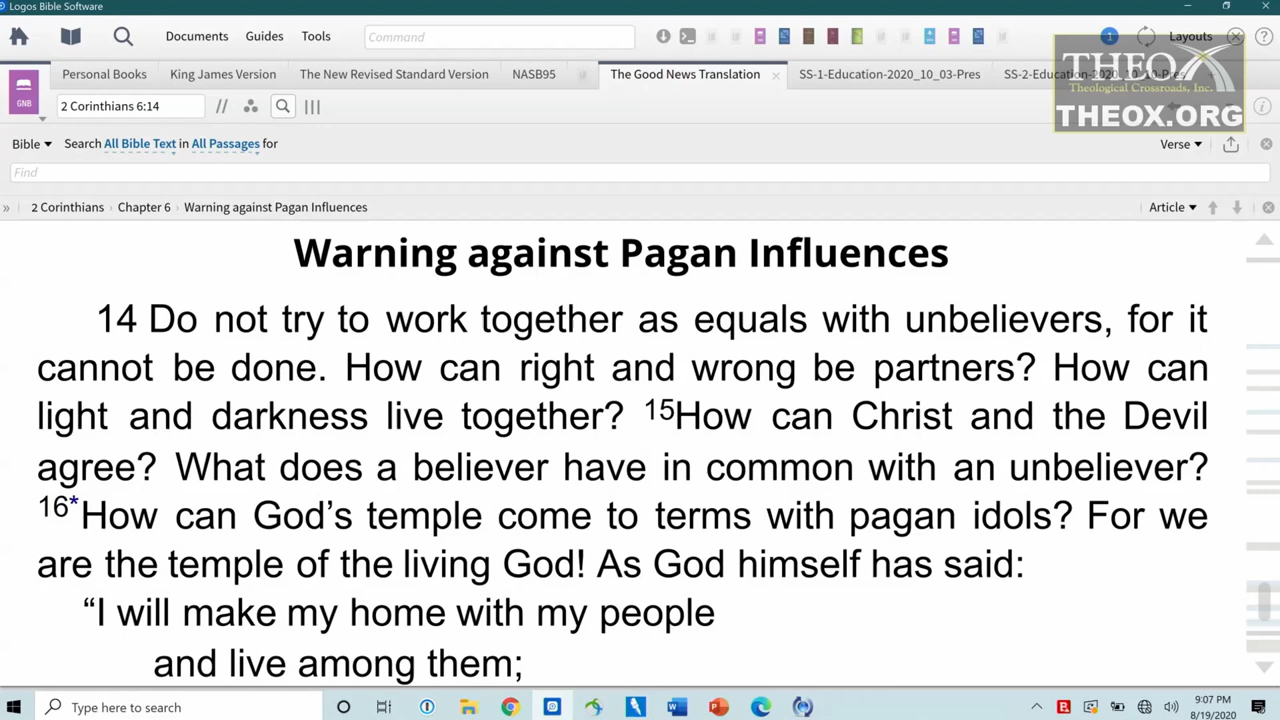 Logos Bible Software
Documents Guides Tools Command 1 Layouts
Personal Books King James Version The New Revised Standard Version NASB95 The Good News Translation SS-1-Education-2020_10_03-Pres SS-2-Education-2020_10_10-Pres
THEOX
Theological Crossroads, Inc.
THEOX.ORG
GNB 2 Corinthians 6:14
Bible Search All Bible Text in All Passages for Verse
Find
» 2 Corinthians Chapter 6 Warning against Pagan Influences Article
Warning against Pagan Influences
14 Do not try to work together as equals with unbelievers, for it
cannot be done. How can right and wrong be partners? How can
light and darkness live together? 15How can Christ and the Devil
agree? What does a believer have in common with an unbeliever?
16*How can God’s temple come to terms with pagan idols? For we
are the temple of the living God! As God himself has said:
“I will make my home with my people
and live among them;
Type here to search
9:07 PM
8/19/2020